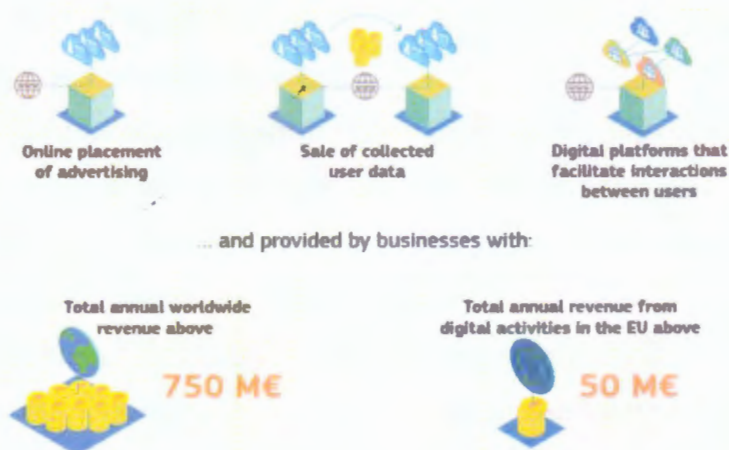 Online placement
of advertising
Sale of collected
user data
Digital platforms that
facilitate interactions
between users
... and provided by businesses with:
Total annual worldwide
revenue above
750 M€
Total annual revenue from
digital activities in the EU above
50 M€